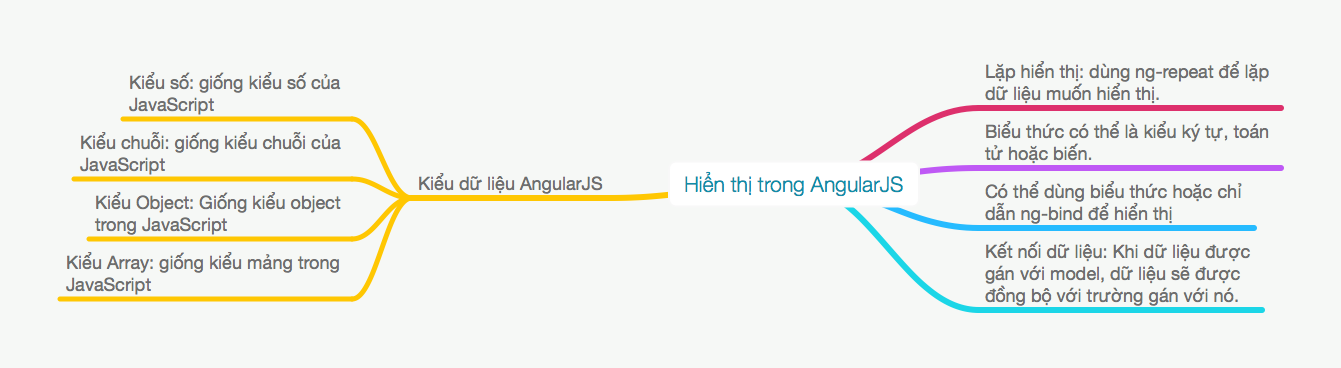 Hiển thị trong AngularJS
Kiểu dữ liệu AngularJS
Kiểu số: giống kiểu số của
JavaScript
Kiểu chuỗi: giống kiểu chuỗi của
JavaScript
Kiểu Object: Giống kiểu object
trong JavaScript
Kiểu Array: giống kiểu mảng trong
JavaScript
Lặp hiển thị: dùng ng-repeat để lặp
dữ liệu muốn hiển thị.
Biểu thức có thể là kiểu ký tự, toán
tử hoặc biến.
Có thể dùng biểu thức hoặc chỉ
dẫn ng-bind để hiển thị
Kết nối dữ liệu: Khi dữ liệu được
gán với model, dữ liệu sẽ được
đồng bộ với trường gán với nó.